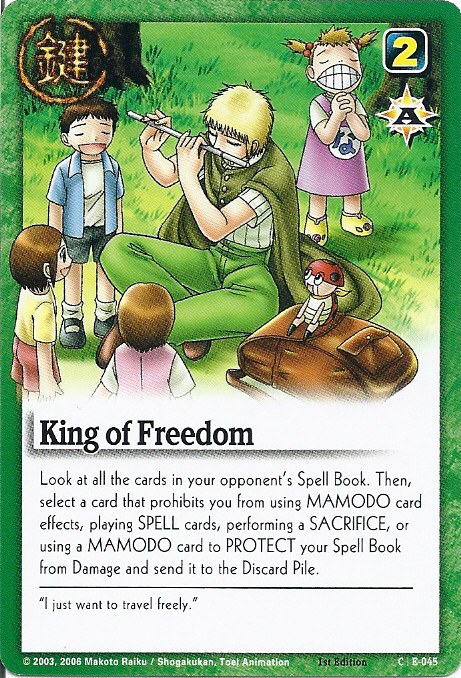 鍵
2
A
King of Freedom
Look at all the cards in your opponent's Spell Book. Then,
select a card that prohibits you from using MAMODO card
effects, playing SPELL cards, performing a SACRIFICE, or
using a MAMODO card to PROTECT your Spell Book
from Damage and send it to the Discard Pile.
"I just want to travel freely."
© 2003, 2006 Makoto Raiku / Shogakukan, Toei Animation 1st Edition C | E-045